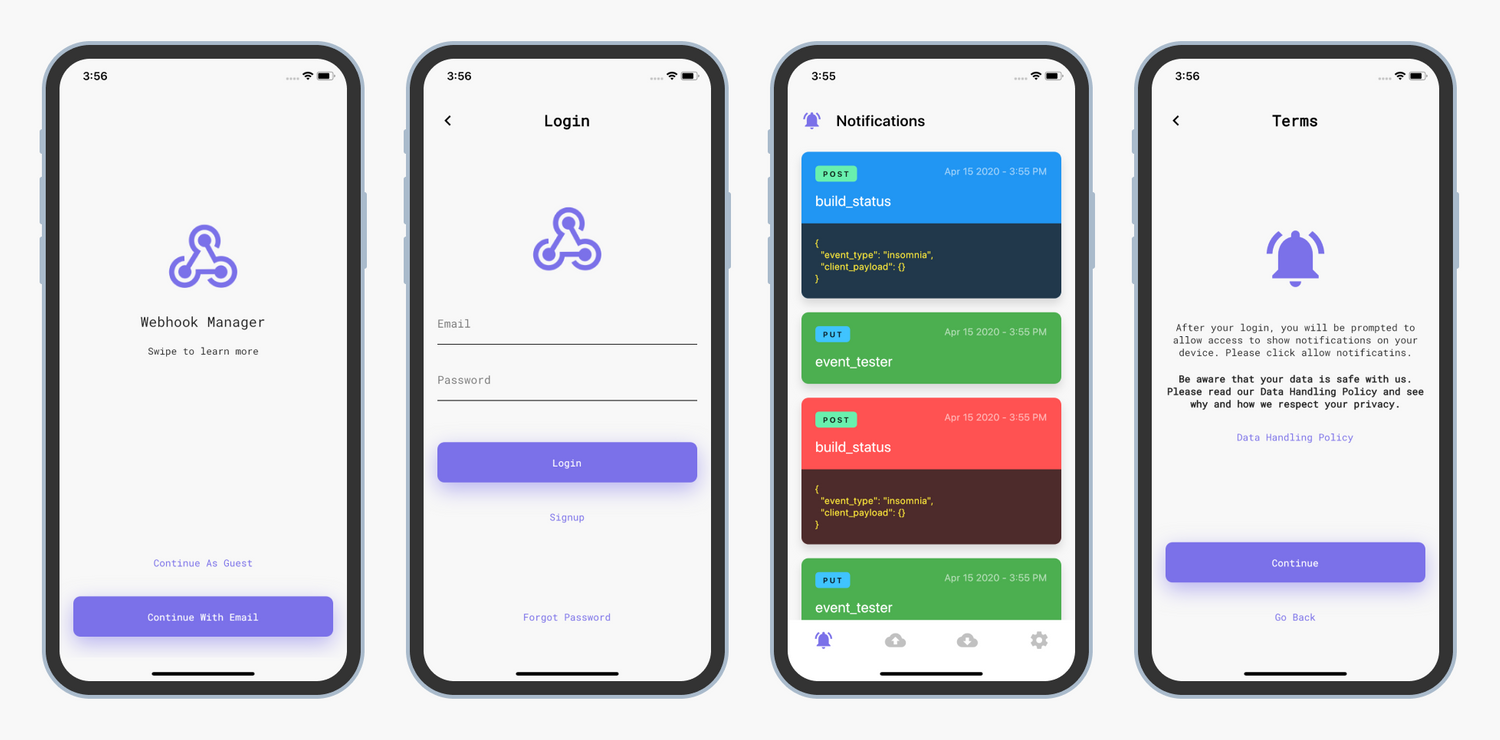 3:56
Webhook Manager
Swipe to learn more
Continue As Guest
Continue With Email
3:56
Login
Email
Password
Login
Signup
Forgot Password
3:55
Notifications
POST
Apr 15 2020 - 3:55 PM
build_status
{
"event_type": "insomnia",
"client_payload": {}
}
PUT
Apr 15 2020 - 3:55 PM
event_tester
POST
Apr 15 2020 - 3:55 PM
build_status
{
"event_type": "insomnia",
"client_payload": {}
}
PUT
Apr 15 2020 - 3:55 PM
event_tester
3:56
Terms
After your login, you will be prompted to
allow access to show notifications on your
device. Please click allow notificatins.
Be aware that your data is safe with us.
Please read our Data Handling Policy and see
why and how we respect your privacy.
Data Handling Policy
Continue
Go Back